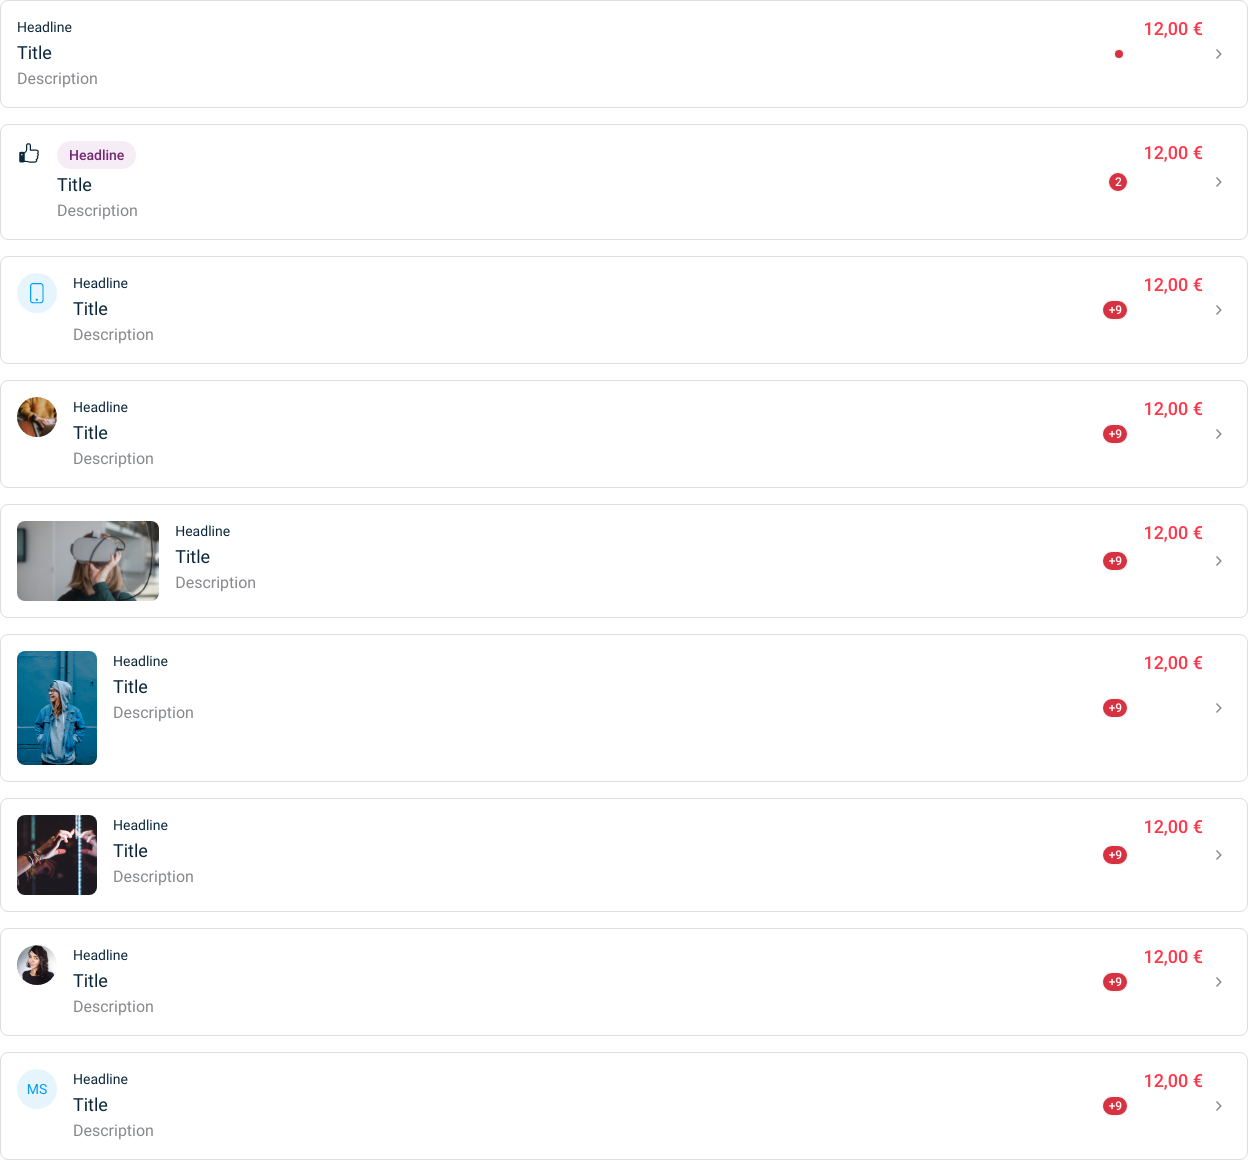 Headline
12,00 €
Title
Description
Headline
12,00 €
Title
2
Description
Headline
12,00 €
Title
+9
Description
Headline
12,00 €
Title
+9
Description
Headline
12,00 €
Title
+9
Description
Headline
12,00 €
Title
+9
Description
Headline
12,00 €
Title
+9
Description
Headline
12,00 €
Title
+9
Description
MS
Headline
12,00 €
Title
+9
Description